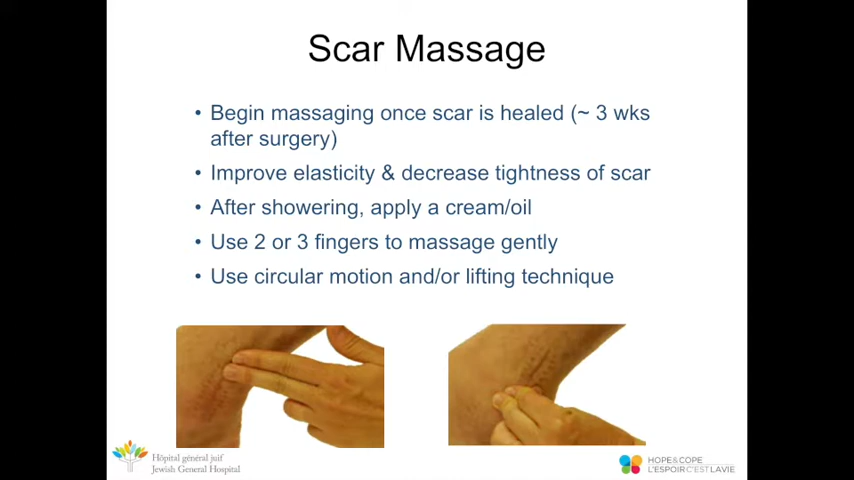 Scar Massage
• Begin massaging once scar is healed (~ 3 wks
after surgery)
• Improve elasticity & decrease tightness of scar
• After showering, apply a cream/oil
• Use 2 or 3 fingers to massage gently
• Use circular motion and/or lifting technique
Hôpital général juif
Jewish General Hospital
HOPE&COPE
L'ESPOIR C'EST LA VIE